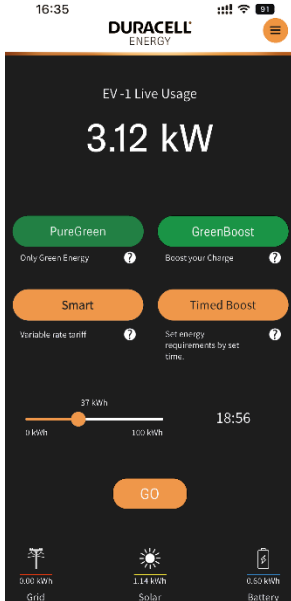 16:35
91
DURACELL
ENERGY
EV -1 Live Usage
3.12 kW
PureGreen
GreenBoost
Only Green Energy
?
Boost your Charge
?
Smart
Timed Boost
Variable rate tariff
?
Set energy
requirements by set
time.
?
37 kWh
18:56
0 kWh
100 kWh
GO
0.00 kWh
1.14 kWh
0.60 kWh
Grid
Solar
Battery